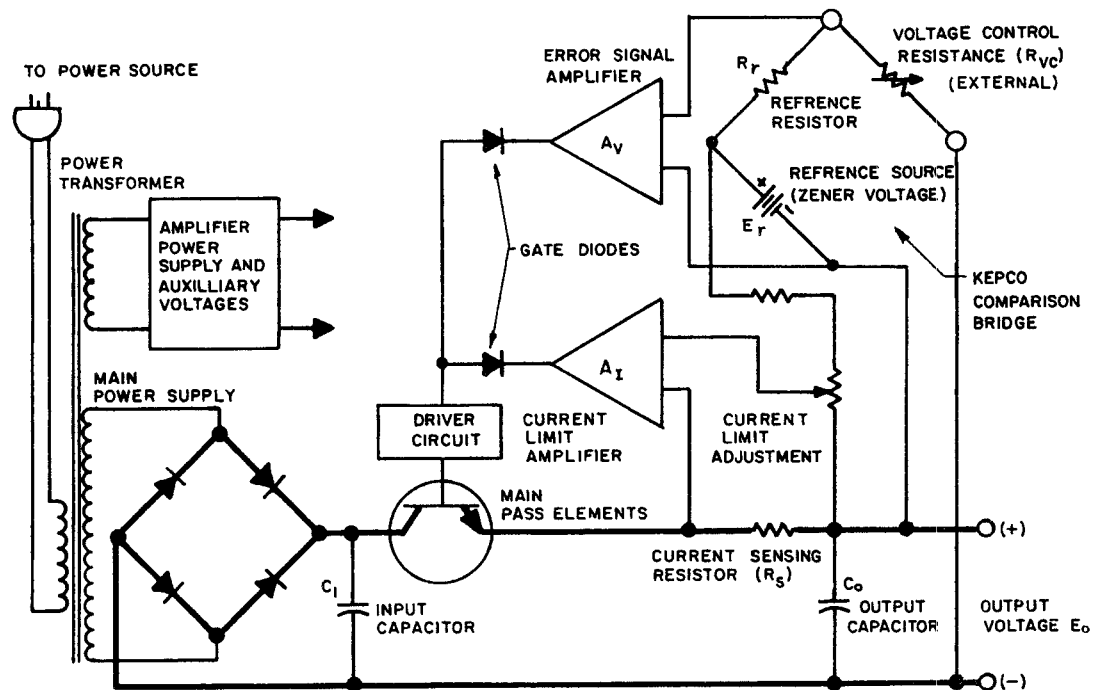 TO POWER SOURCE
POWER
TRANSFORMER
AMPLIFIER
POWER
SUPPLY AND
AUXILLIARY
VOLTAGES
MAIN
POWER SUPPLY
ERROR SIGNAL
AMPLIFIER
AV
GATE DIODES
AI
DRIVER
CIRCUIT
CURRENT
LIMIT
AMPLIFIER
MAIN
PASS ELEMENTS
Rr
REFRENCE
RESISTOR
VOLTAGE CONTROL
RESISTANCE (RVC)
(EXTERNAL)
REFRENCE SOURCE
(ZENER VOLTAGE)
+
-
Er
KEPCO
COMPARISON
BRIDGE
CURRENT
LIMIT
ADJUSTMENT
CURRENT SENSING
RESISTOR (RS)
C1
INPUT
CAPACITOR
Co
OUTPUT
CAPACITOR
(+)
OUTPUT
VOLTAGE Eo
(-)